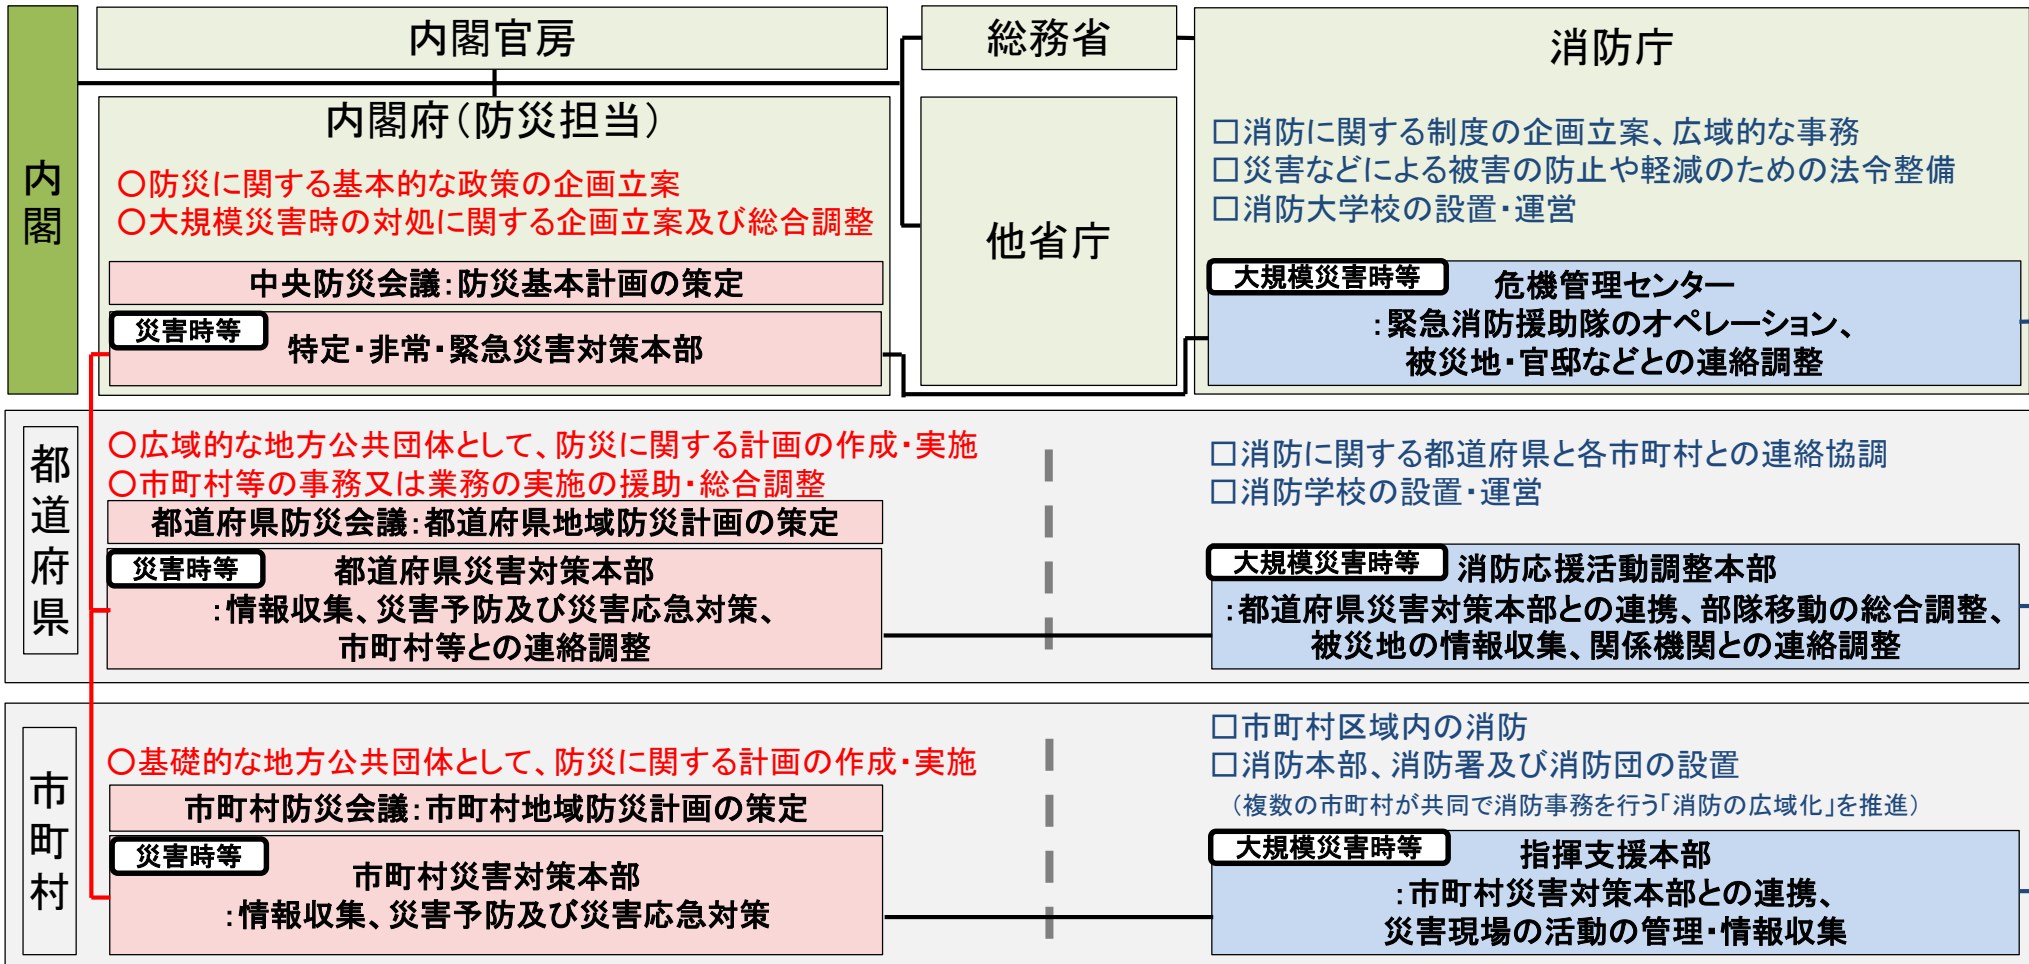 内閣
内閣官房
内閣府(防災担当)
○防災に関する基本的な政策の企画立案
○大規模災害時の対処に関する企画立案及び総合調整
中央防災会議:防災基本計画の策定
災害時等
特定・非常・緊急災害対策本部
総務省
他省庁
消防庁
□消防に関する制度の企画立案、広域的な事務
□災害などによる被害の防止や軽減のための法令整備
□消防大学校の設置・運営
大規模災害時等
危機管理センター
:緊急消防援助隊のオペレーション、
被災地・官邸などとの連絡調整
都道府県
○広域的な地方公共団体として、防災に関する計画の作成・実施
○市町村等の事務又は業務の実施の援助・総合調整
都道府県防災会議:都道府県地域防災計画の策定
災害時等
都道府県災害対策本部
:情報収集、災害予防及び災害応急対策、
市町村等との連絡調整
□消防に関する都道府県と各市町村との連絡協調
□消防学校の設置・運営
大規模災害時等
消防応援活動調整本部
:都道府県災害対策本部との連携、部隊移動の総合調整、
被災地の情報収集、関係機関との連絡調整
市町村
○基礎的な地方公共団体として、防災に関する計画の作成・実施
市町村防災会議:市町村地域防災計画の策定
災害時等
市町村災害対策本部
:情報収集、災害予防及び災害応急対策
□市町村区域内の消防
□消防本部、消防署及び消防団の設置
(複数の市町村が共同で消防事務を行う「消防の広域化」を推進)
大規模災害時等
指揮支援本部
:市町村災害対策本部との連携、
災害現場の活動の管理・情報収集